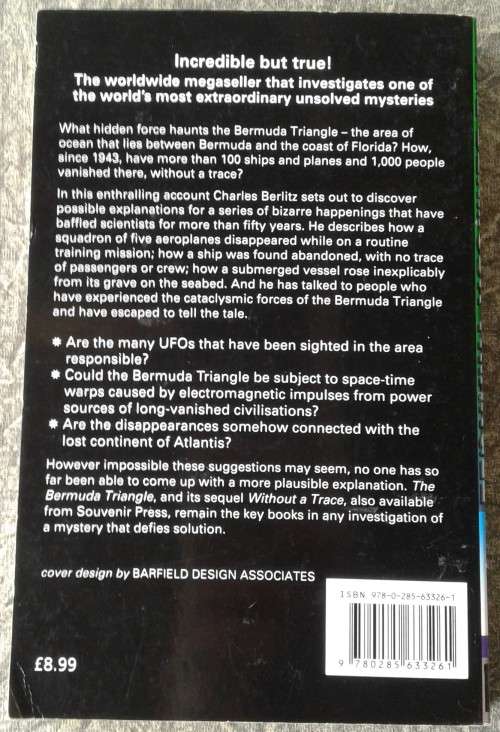 Incredible but true!
The worldwide megaseller that investigates one of
the world's most extraordinary unsolved mysteries
What hidden force haunts the Bermuda Triangle – the area of
ocean that lies between Bermuda and the coast of Florida? How,
since 1943, have more than 100 ships and planes and 1,000 people
vanished there, without a trace?
In this enthralling account Charles Berlitz sets out to discover
possible explanations for a series of bizarre happenings that have
baffled scientists for more than fifty years. He describes how a
squadron of five aeroplanes disappeared while on a routine
training mission; how a ship was found abandoned, with no trace
of passengers or crew; how a submerged vessel rose inexplicably
from its grave on the seabed. And he has talked to people who
have experienced the cataclysmic forces of the Bermuda Triangle
and have escaped to tell the tale.
✱ Are the many UFOs that have been sighted in the area
responsible?
✱ Could the Bermuda Triangle be subject to space-time
warps caused by electromagnetic impulses from power
sources of long-vanished civilisations?
✱ Are the disappearances somehow connected with the
lost continent of Atlantis?
However impossible these suggestions may seem, no one has so
far been able to come up with a more plausible explanation. The
Bermuda Triangle, and its sequel Without a Trace, also available
from Souvenir Press, remain the key books in any investigation of
a mystery that defies solution.
cover design by BARFIELD DESIGN ASSOCIATES
ISBN 978-0-285-63326-1
9 780285 633261
£8.99